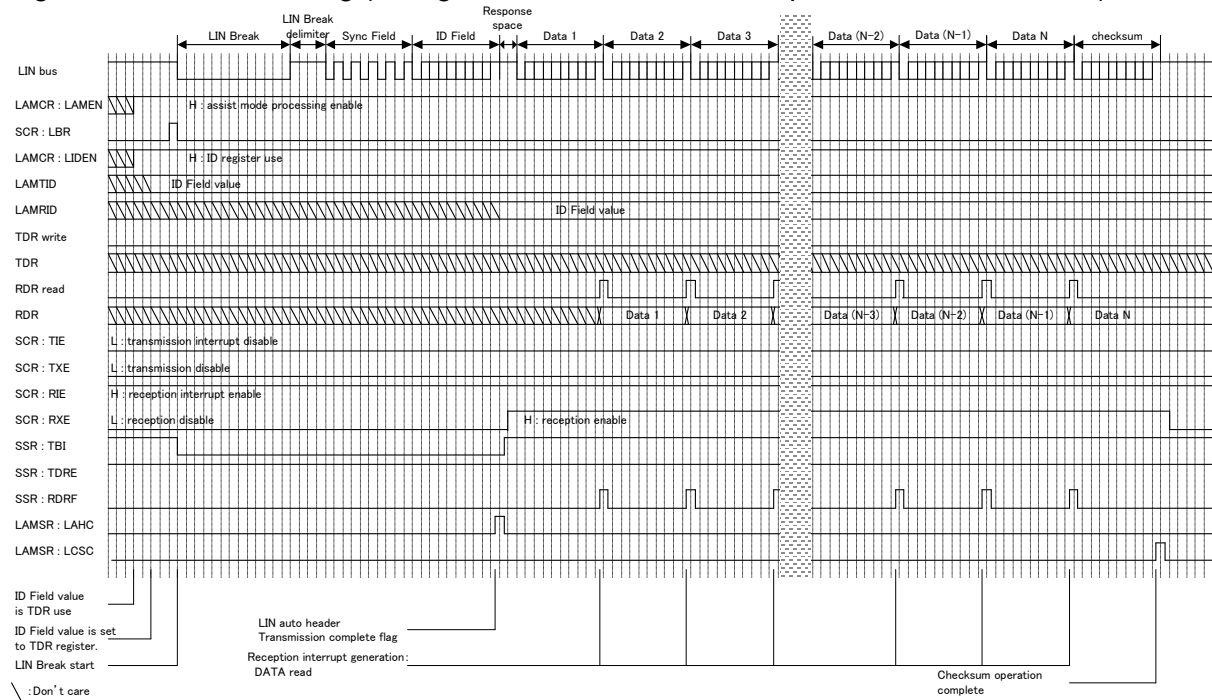 Response
space
LIN Break
delimiter
LIN Break
Sync Field
ID Field
Data 1
Data 2
Data 3
Data (N-2)
Data (N-1)
Data N
checksum
LIN bus
LAMCR : LAMEN
H : assist mode processing enable
SCR : LBR
LAMCR : LIDEN
H : ID register use
LAMTID
ID Field value
LAMRID
ID Field value
TDR write
TDR
RDR read
RDR
Data 1
Data 2
Data (N-3)
Data (N-2)
Data (N-1)
Data N
SCR : TIE
L : transmission interrupt disable
SCR : TXE
L : transmission disable
SCR : RIE
H : reception interrupt enable
SCR : RXE
L : reception disable
H : reception enable
SSR : TBI
SSR : TDRE
SSR : RDRF
LAMSR : LAHC
LAMSR : LCSC
ID Field value
is TDR use
ID Field value is set
to TDR register.
LIN Break start
LIN auto header
Transmission complete flag
Reception interrupt generation:
DATA read
Checksum operation
complete
\ :Don't care